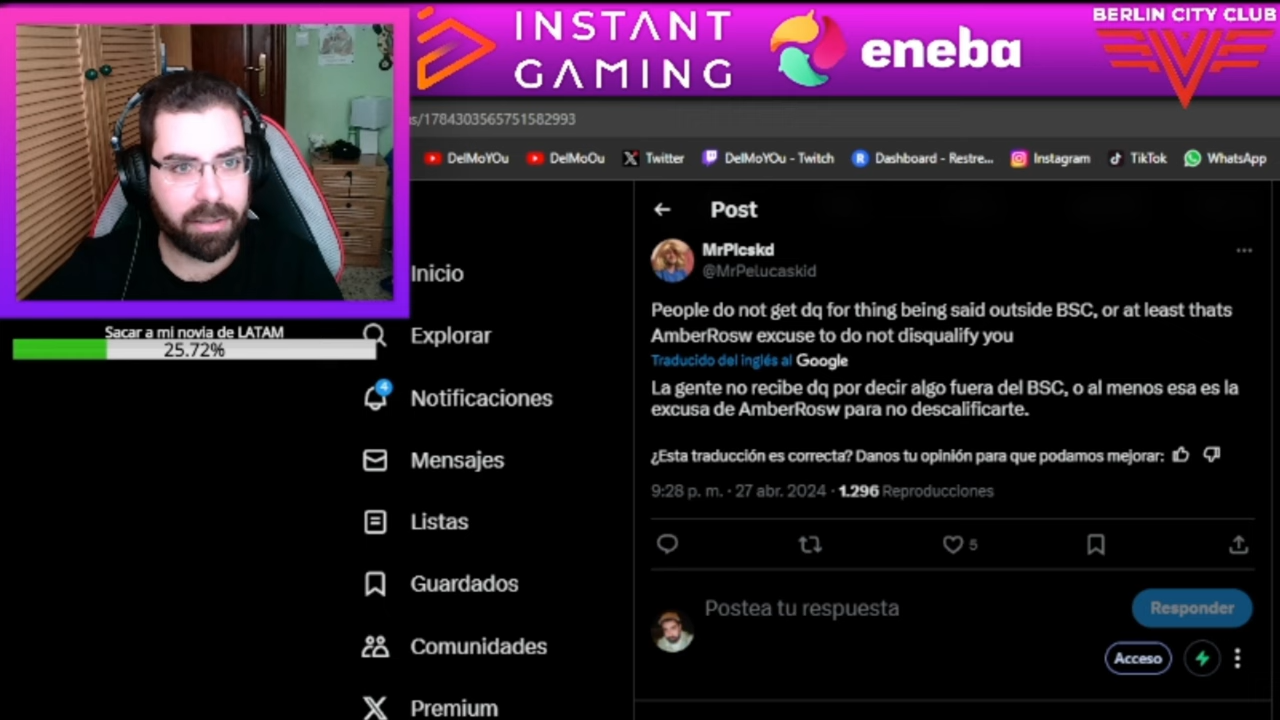 INSTANT
GAMING
eneba
BERLIN CITY CLUB
/1784303565751582993
DelMoYOu
DelMoOu
Twitter
DelMoYOu - Twitch
Dashboard - Restre...
Instagram
TikTok
WhatsApp
Sacar a mi novia de LATAM
25.72%
Inicio
Explorar
4
Notificaciones
Mensajes
Listas
Guardados
Comunidades
Premium
Post
MrPlcskd
@MrPelucaskid
People do not get dq for thing being said outside BSC, or at least thats
AmberRosw excuse to do not disqualify you
Traducido del inglés al Google
La gente no recibe dq por decir algo fuera del BSC, o al menos esa es la
excusa de AmberRosw para no descalificarte.
¿Esta traducción es correcta? Danos tu opinión para que podamos mejorar:
9:28 p. m. · 27 abr. 2024 · 1.296 Reproducciones
5
Postea tu respuesta
Responder
Acceso